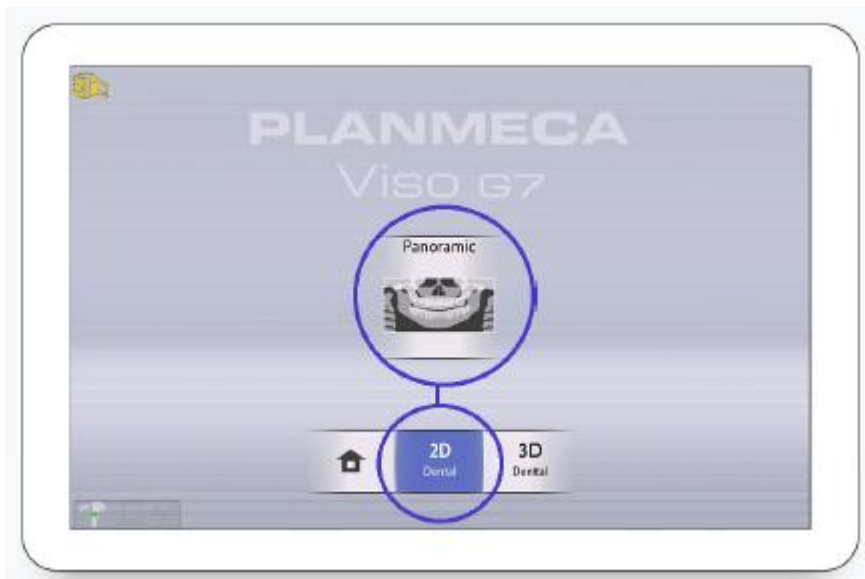 PLANMECA
VISO G7
Panoramic
2D
Dental
3D
Dental